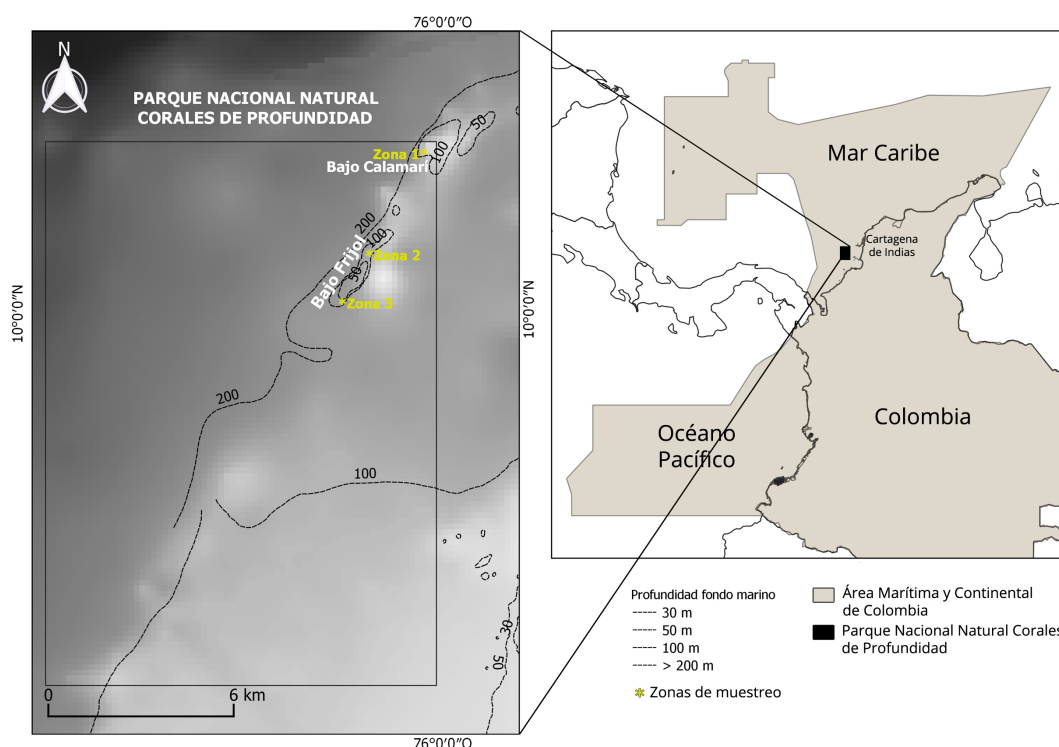 76°0'0"O
N
PARQUE NACIONAL NATURAL
CORALES DE PROFUNDIDAD
50
100
Zona 1*
Bajo Calamarí
200
100
*Zona 2
50
Bajo Frijol
*Zona 3
10°0'0"N
200
100
30
50
0
6 km
76°0'0"O
10°0'0"N
Mar Caribe
Cartagena
de Indias
Colombia
Océano
Pacífico
Profundidad fondo marino
30 m
50 m
100 m
> 200 m
Zonas de muestreo
Área Marítima y Continental
de Colombia
Parque Nacional Natural Corales
de Profundidad